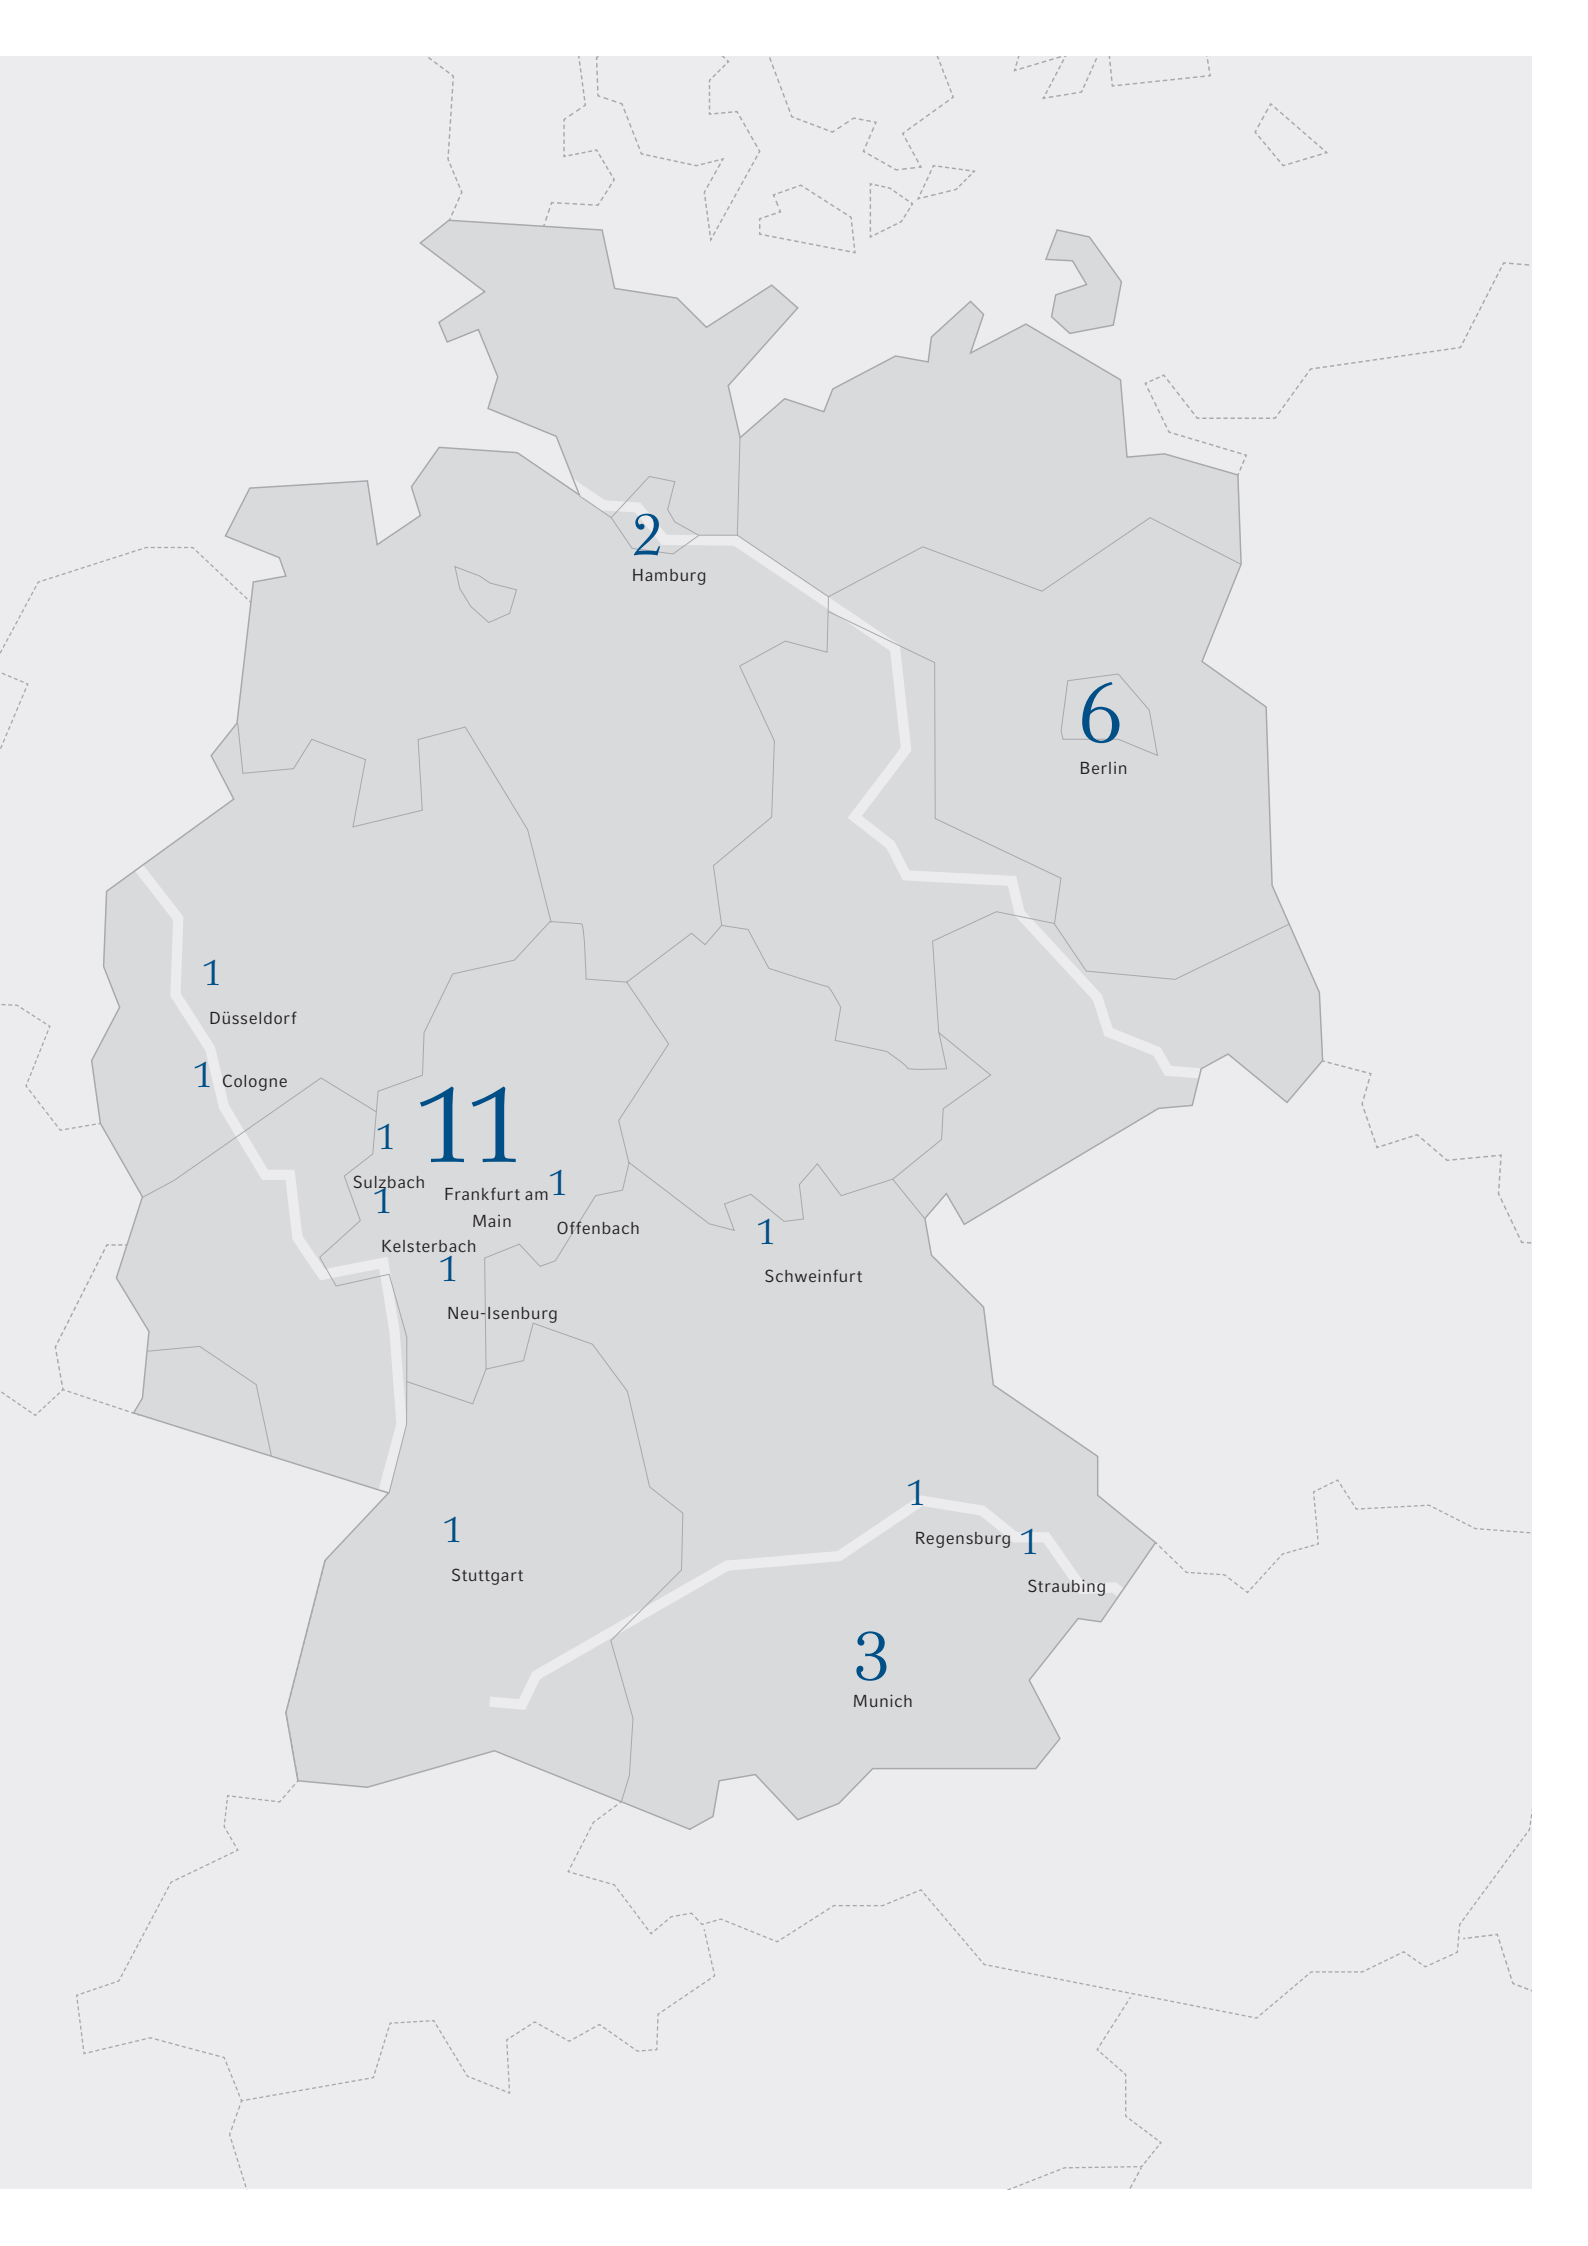 2
Hamburg
6
Berlin
1
Düsseldorf
1 Cologne
11
1
Sulzbach
Frankfurt am
Main
1
Offenbach
1
Kelsterbach
1
Schweinfurt
1
Neu-Isenburg
1
Regensburg
1
Straubing
1
Stuttgart
3
Munich